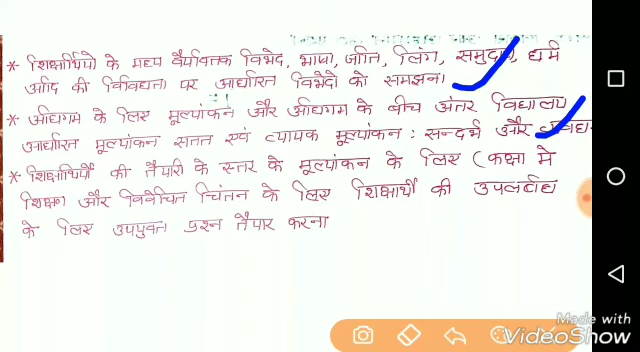 * शिक्षार्थियों के मध्य वैयक्तिक विभेद, भाषा, जाति, लिंग, समुदाय, धर्म
आदि की विविधता पर आधारित विभेदों को समझना।
* अधिगम के लिए मूल्यांकन और अधिगम के बीच अंतर विद्यालय
आधारित मूल्यांकन सतत एवं व्यापक मूल्यांकन : सन्दर्भ और
* शिक्षार्थियों की तैयारी के स्तर के मूल्यांकन के लिए (कक्षा मे
शिक्षण और विवेचित चिंतन के लिए शिक्षार्थी की उपलब्धि
के लिए उपयुक्त प्रश्न तैयार करना
Made with
VideoShow